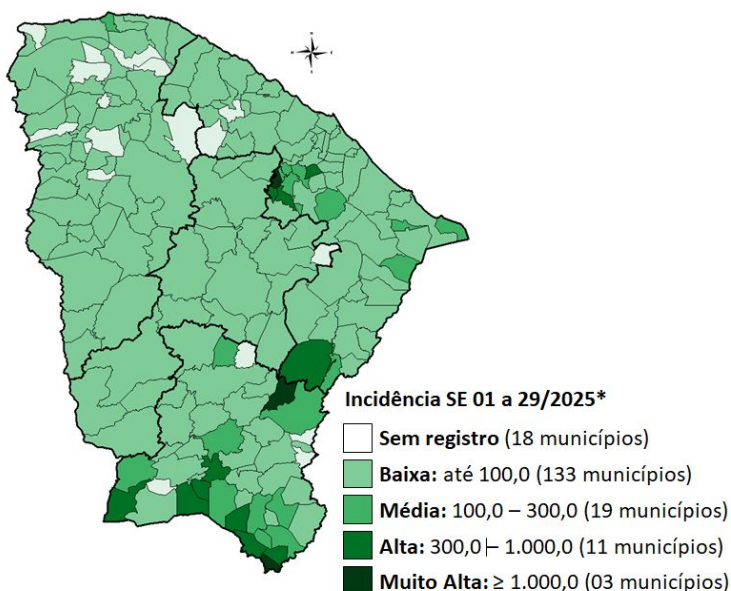 Incidência SE 01 a 29/2025*
Sem registro (18 municípios)
Baixa: até 100,0 (133 municípios)
Média: 100,0 – 300,0 (19 municípios)
Alta: 300,0 |– 1.000,0 (11 municípios)
Muito Alta: ≥ 1.000,0 (03 municípios)